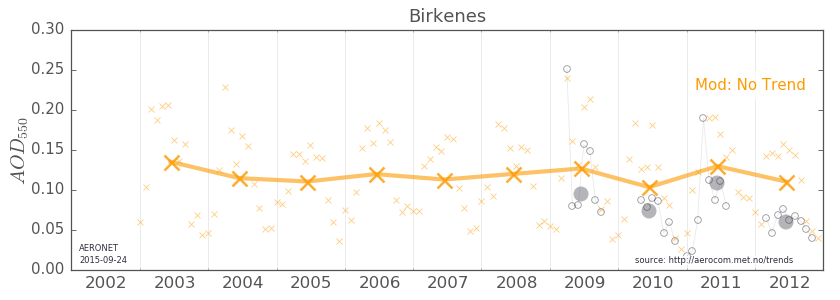 Birkenes
0.30
0.25
0.20
0.15
0.10
0.05
0.00
AOD550
Mod: No Trend
AERONET
2015-09-24
source: http://aerocom.met.no/trends
2002 2003 2004 2005 2006 2007 2008 2009 2010 2011 2012